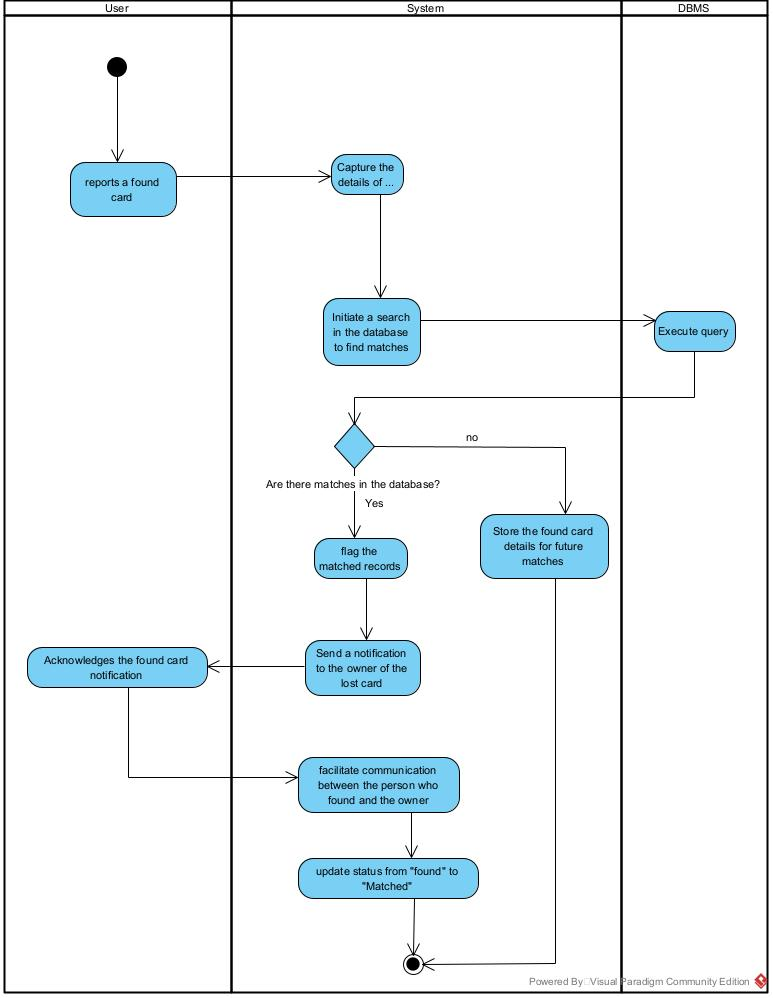 User
System
DBMS
reports a found
card
Capture the
details of ...
Initiate a search
in the database
to find matches
Execute query
no
Are there matches in the database?
Yes
Store the found card
details for future
matches
flag the
matched records
Send a notification
to the owner of the
lost card
Acknowledges the found card
notification
facilitate communication
between the person who
found and the owner
update status from "found" to
"Matched"
Powered By Visual Paradigm Community Edition